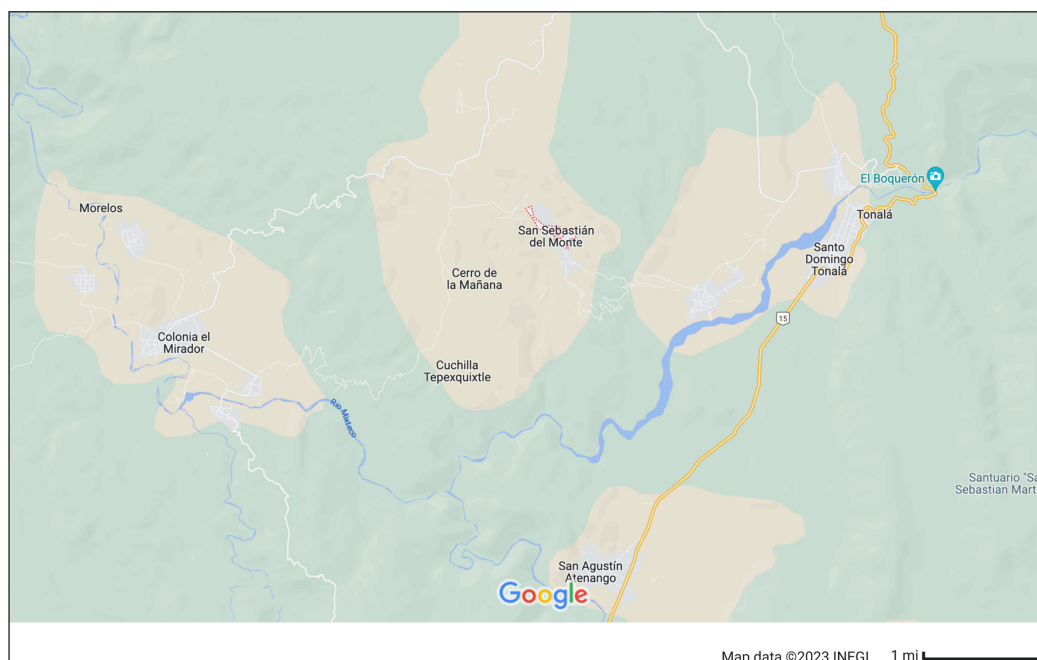 El Boquerón
Morelos
Tonalá
San Sebastián
del Monte
Santo
Domingo
Tonalá
Cerro de
la Mañana
15
Colonia el
Mirador
Cuchilla
Tepexquixtle
Río Mixteco
Santuario "Sa
Sebastian Mart
San Agustín
Atenango
Google
Map data ©2023 INEGI
1 mi